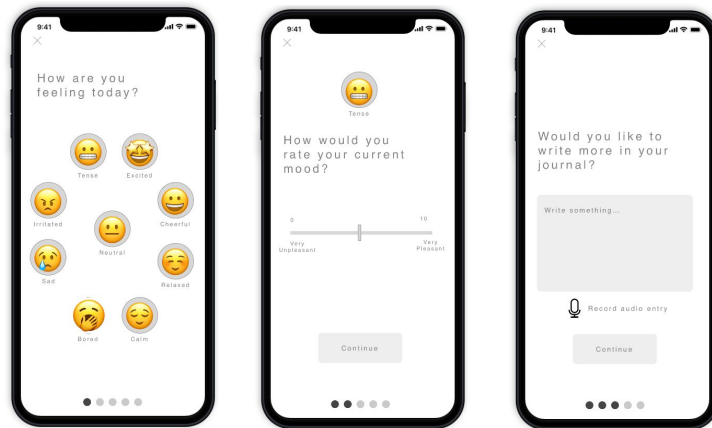 9:41
How are you
feeling today?
Tense
Excited
Irritated
Cheerful
Neutral
Sad
Relaxed
Bored
Calm
9:41
Tense
How would you
rate your current
mood?
0
10
Very
Unpleasant
Very
Pleasant
Continue
9:41
Would you like to
write more in your
journal?
Write something...
Record audio entry
Continue